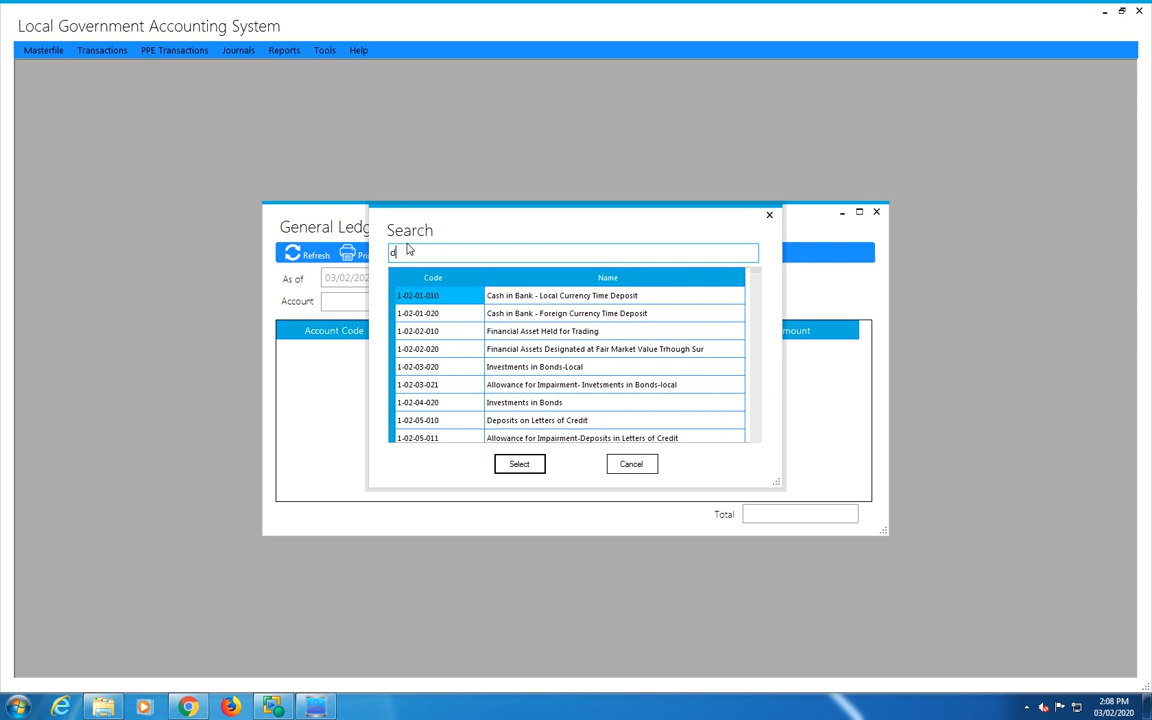 Local Government Accounting System
Masterfile Transactions PPE Transactions Journals Reports Tools Help
General Ledg
Refresh Pri
As of 03/02/202
Account
Account Code mount
Search
d
Code Name
1-02-01-010 Cash in Bank - Local Currency Time Deposit
1-02-01-020 Cash in Bank - Foreign Currency Time Deposit
1-02-02-010 Financial Asset Held for Trading
1-02-02-020 Financial Assets Designated at Fair Market Value Trhough Sur
1-02-03-020 Investments in Bonds-Local
1-02-03-021 Allowance for Impairment- Invetsments in Bonds-local
1-02-04-020 Investments in Bonds
1-02-05-010 Deposits on Letters of Credit
1-02-05-011 Allowance for Impairment-Deposits in Letters of Credit
Select Cancel
Total
2:08 PM
03/02/2020